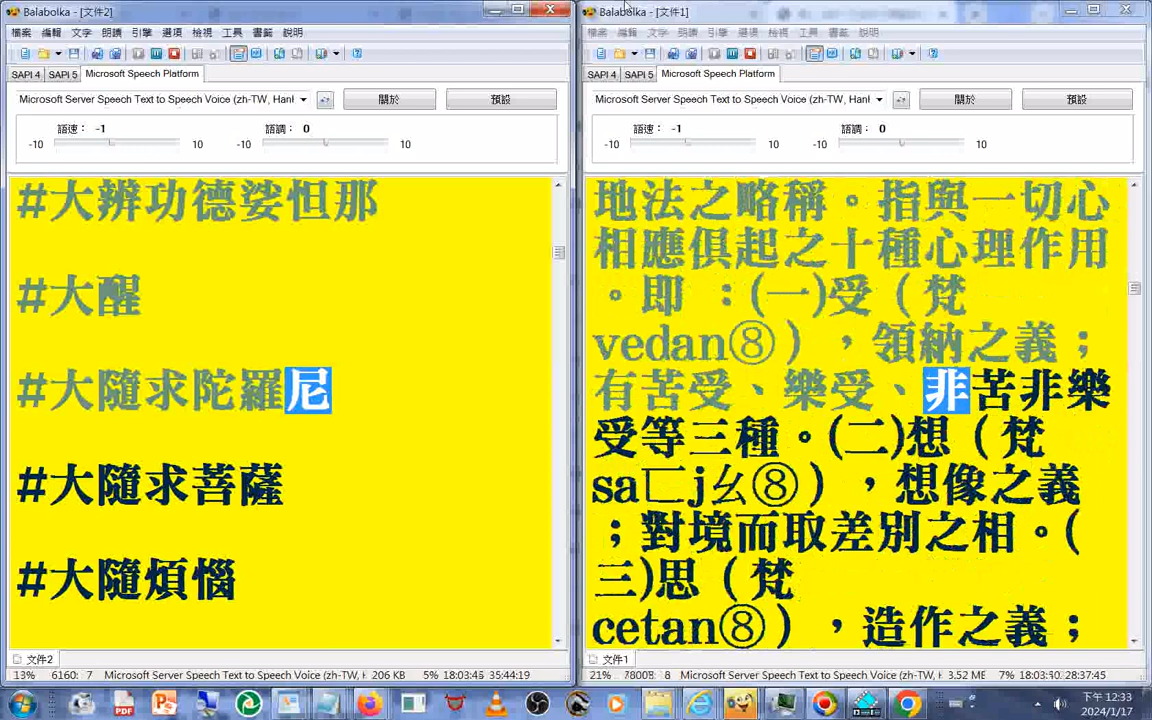 Balabolka - [文件2]
檔案 編輯 文字 朗讀 引擎 選項 檢視 工具 書籤 說明
SAPI 4 SAPI 5 Microsoft Speech Platform
Microsoft Server Speech Text to Speech Voice (zh-TW, Hanl
關於 預設
語速： -1 語調： 0
-10 10 -10 10
#大辨功德娑怛那
#大醒
#大隨求陀羅尼
#大隨求菩薩
#大隨煩惱
文件2
13% 6160: 7 Microsoft Server Speech Text to Speech Voice (zh-TW, H 206 KB 5% 18:03:45 35:44:19
Balabolka - [文件1]
檔案 編輯 文字 朗讀 引擎 選項 檢視 工具 書籤 說明
SAPI 4 SAPI 5 Microsoft Speech Platform
Microsoft Server Speech Text to Speech Voice (zh-TW, Hanl
關於 預設
語速： -1 語調： 0
-10 10 -10 10
地法之略稱。指與一切心
相應俱起之十種心理作用
。即 ：(一)受（梵
vedan⑧），領納之義；
有苦受、樂受、非苦非樂
受等三種。(二)想（梵
sa匚j幺⑧），想像之義
；對境而取差別之相。(
三)思（梵
cetan⑧），造作之義；
文件1
21% 7800: 8 Microsoft Server Speech Text to Speech Voice (zh-TW, H 3.52 ME 7% 18:03:10 28:37:45
下午 12:33
2024/1/17